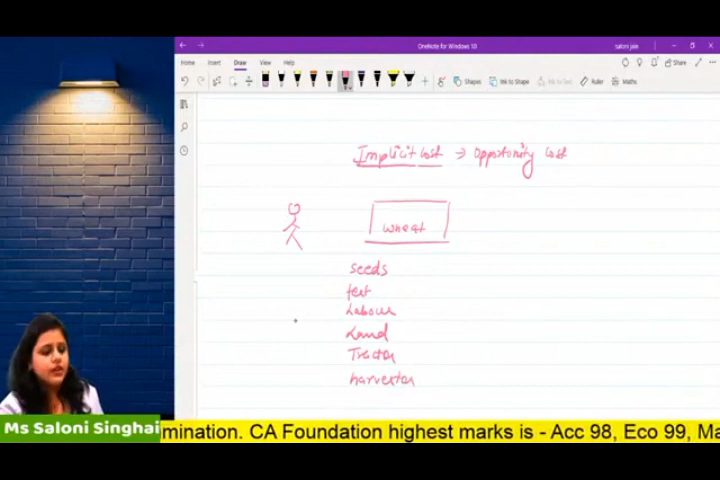 OneNote for Windows 10
saloni jain
Home Insert Draw View Help
Share
Shapes Ink to Shape Ink to Text Ruler Maths
Implicit cost → Opportunity cost
Wheat
seeds
fert
Labour
Land
Tractor
harvestor
Ms Saloni Singhai
mination. CA Foundation highest marks is - Acc 98, Eco 99, Ma